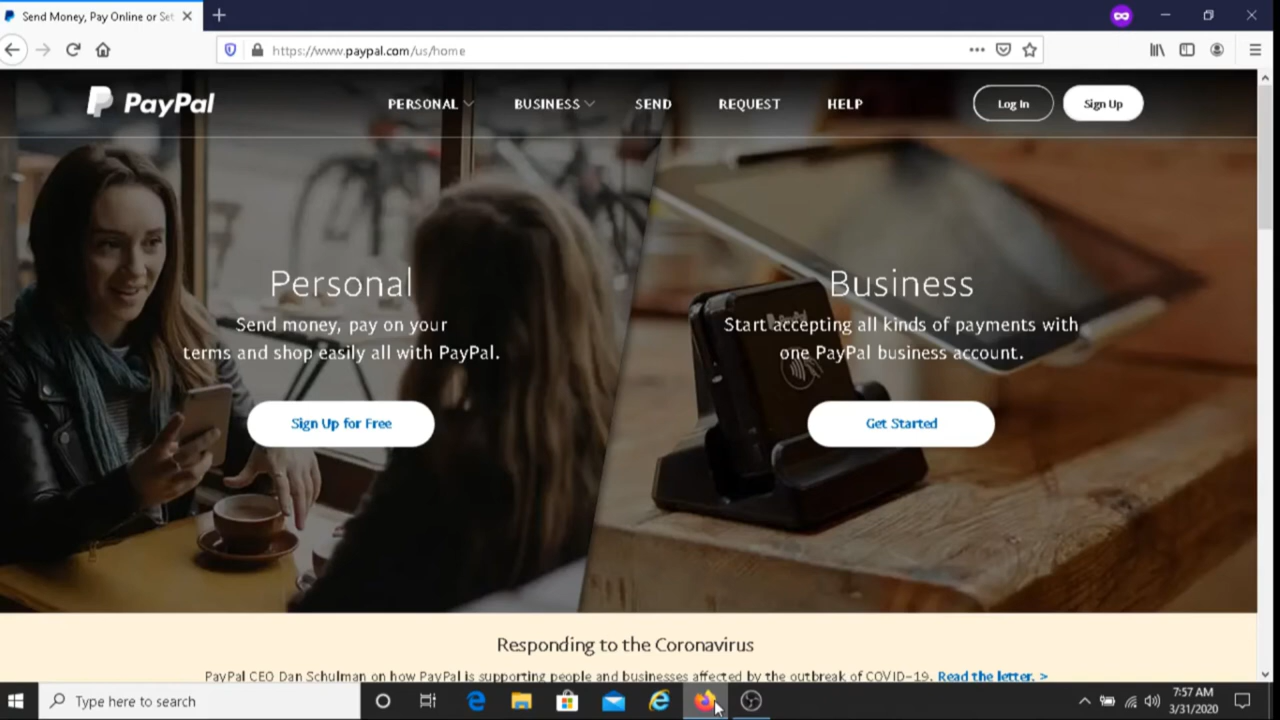 Send Money, Pay Online or Set
https://www.paypal.com/us/home
PayPal
PERSONAL
BUSINESS
SEND
REQUEST
HELP
Log In
Sign Up
Personal
Send money, pay on your
terms and shop easily all with PayPal.
Sign Up for Free
Business
Start accepting all kinds of payments with
one PayPal business account.
Get Started
Responding to the Coronavirus
PayPal CEO Dan Schulman on how PayPal is supporting people and businesses affected by the outbreak of COVID-19. Read the letter. >
Type here to search
7:57 AM
3/31/2020